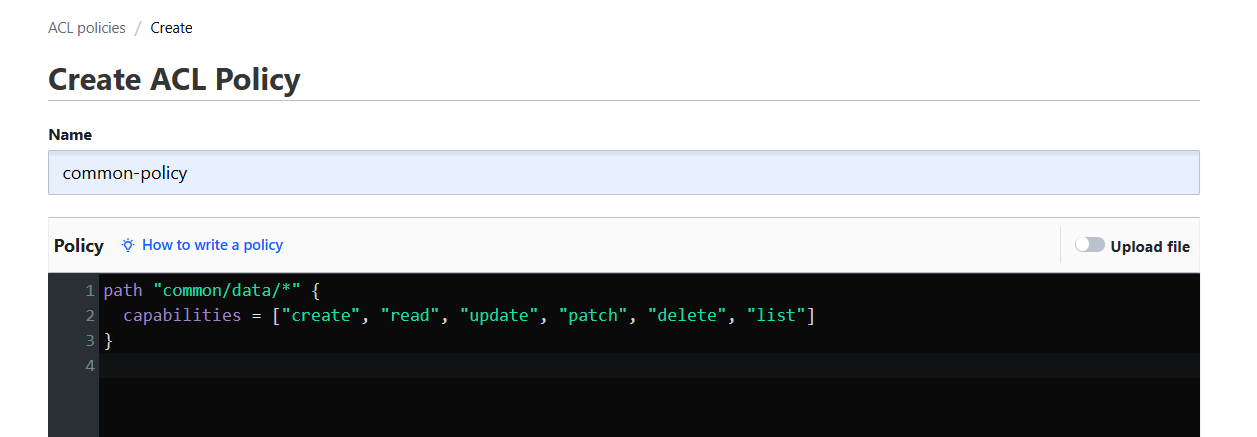 ACL policies / Create
Create ACL Policy
Name
common-policy
Policy How to write a policy Upload file
1 path "common/data/*" {
2   capabilities = ["create", "read", "update", "patch", "delete", "list"]
3 }
4